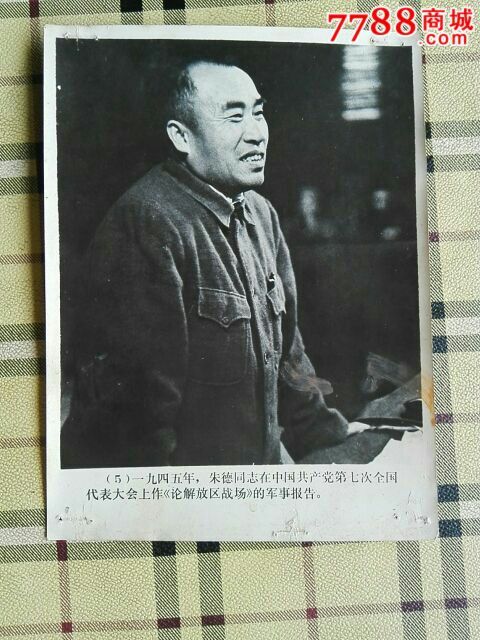 7788商城
.com
(5)一九四五年，朱德同志在中国共产党第七次全国
代表大会上作《论解放区战场》的军事报告。